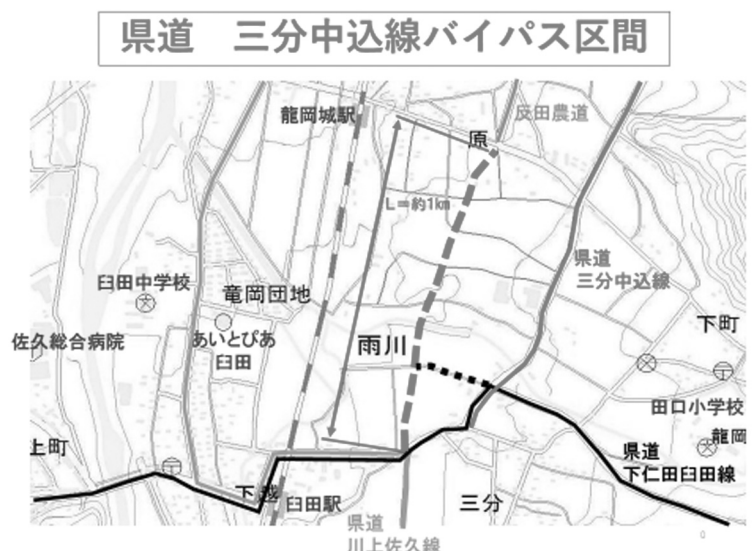 県道　三分中込線バイパス区間
龍岡城駅
反田農道
原
L=約1km
県道
三分中込線
臼田中学校
竜岡団地
下町
佐久総合病院
あいとぴあ
臼田
雨川
田口小学校
龍岡
上町
県道
下仁田臼田線
下越
臼田駅
三分
県道
川上佐久線